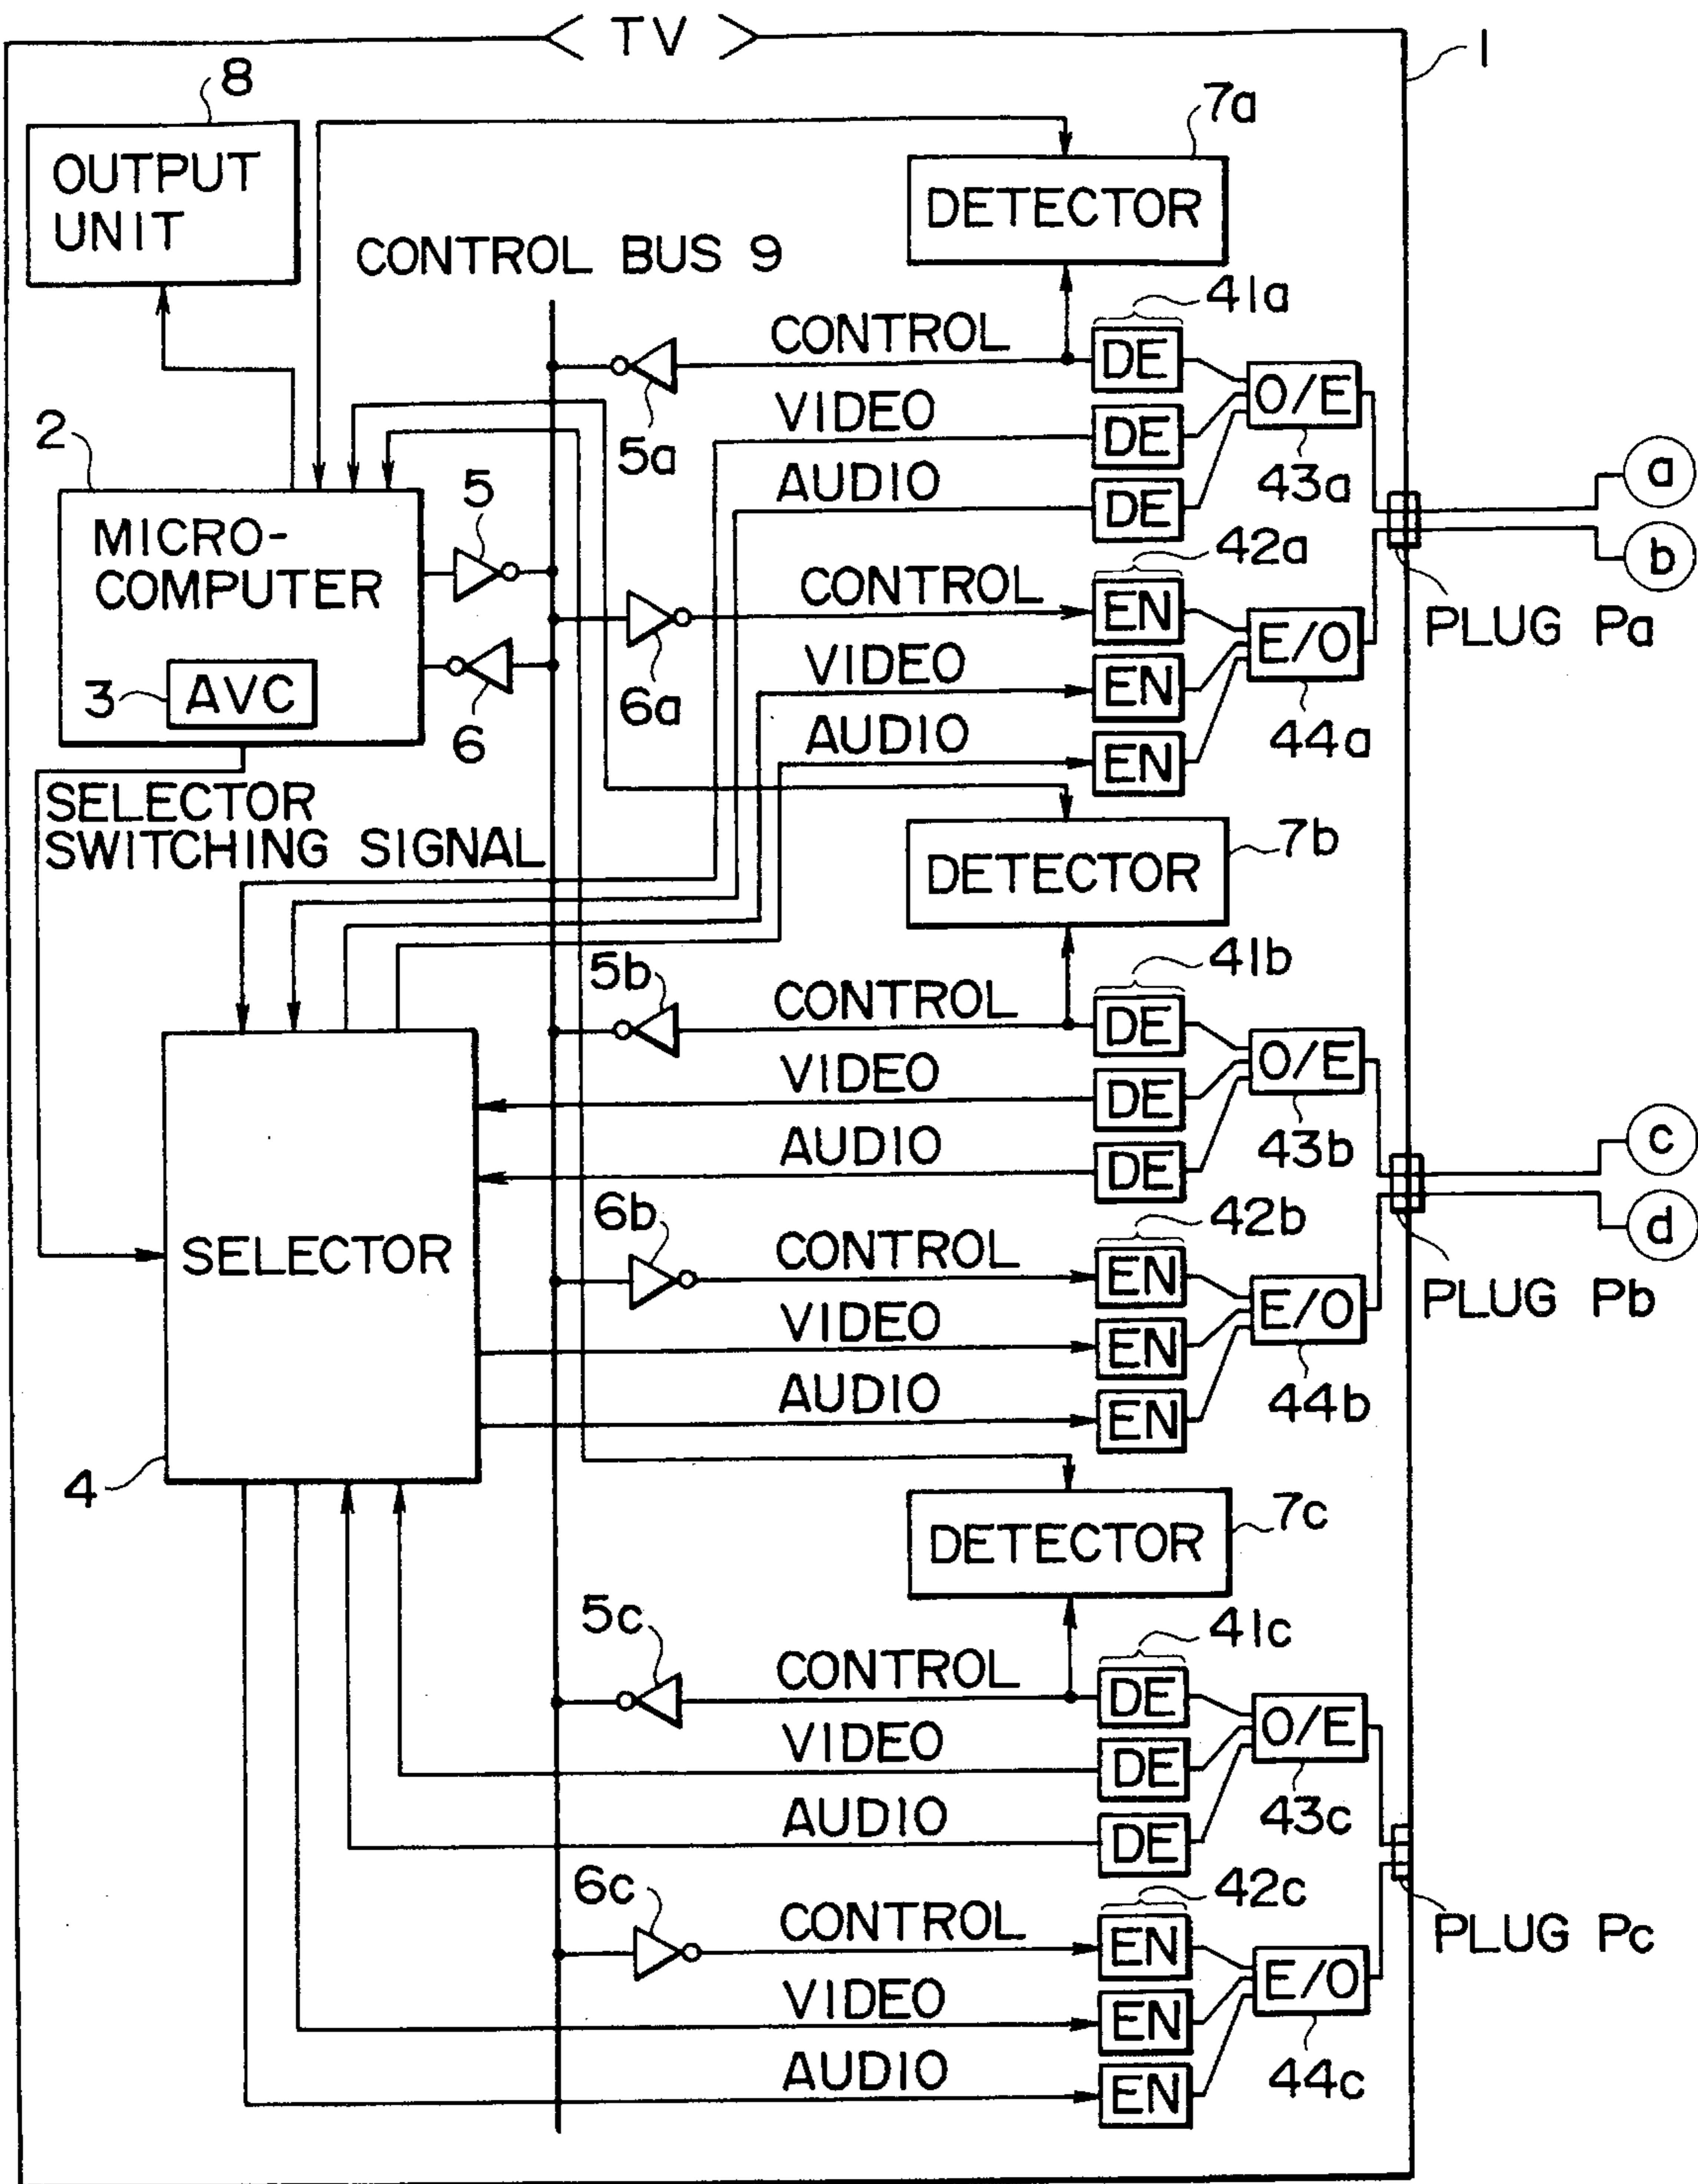 < TV >
1
8
7a
OUTPUT
UNIT
DETECTOR
CONTROL BUS 9
41a
CONTROL
DE
O/E
5a
VIDEO
DE
43a
a
2
5
AUDIO
DE
MICRO-
COMPUTER
42a
b
CONTROL
EN
PLUG Pa
E/O
3
AVC
6
6a
VIDEO
EN
44a
AUDIO
EN
SELECTOR
SWITCHING SIGNAL
7b
DETECTOR
41b
5b
CONTROL
DE
O/E
VIDEO
DE
43b
c
AUDIO
DE
6b
42b
d
SELECTOR
CONTROL
EN
PLUG Pb
E/O
VIDEO
EN
44b
AUDIO
EN
4
7c
DETECTOR
5c
41c
CONTROL
DE
O/E
VIDEO
DE
43c
AUDIO
DE
6c
42c
CONTROL
EN
PLUG Pc
E/O
VIDEO
EN
44c
AUDIO
EN